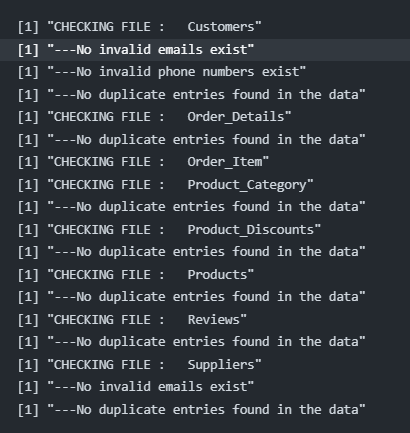 [1] "CHECKING FILE :   Customers"
[1] "---No invalid emails exist"
[1] "---No invalid phone numbers exist"
[1] "---No duplicate entries found in the data"
[1] "CHECKING FILE :   Order_Details"
[1] "---No duplicate entries found in the data"
[1] "CHECKING FILE :   Order_Item"
[1] "CHECKING FILE :   Product_Category"
[1] "---No duplicate entries found in the data"
[1] "CHECKING FILE :   Product_Discounts"
[1] "---No duplicate entries found in the data"
[1] "CHECKING FILE :   Products"
[1] "---No duplicate entries found in the data"
[1] "CHECKING FILE :   Reviews"
[1] "---No duplicate entries found in the data"
[1] "CHECKING FILE :   Suppliers"
[1] "---No invalid emails exist"
[1] "---No duplicate entries found in the data"